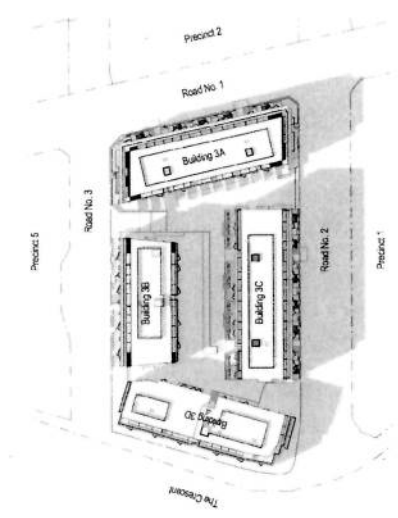 Precinct 2
Road No. 1
Building 3A
Road No. 3
Precinct 5
Building 3B
Building 3C
Road No. 2
Precinct 1
Building 3D
The Crescent